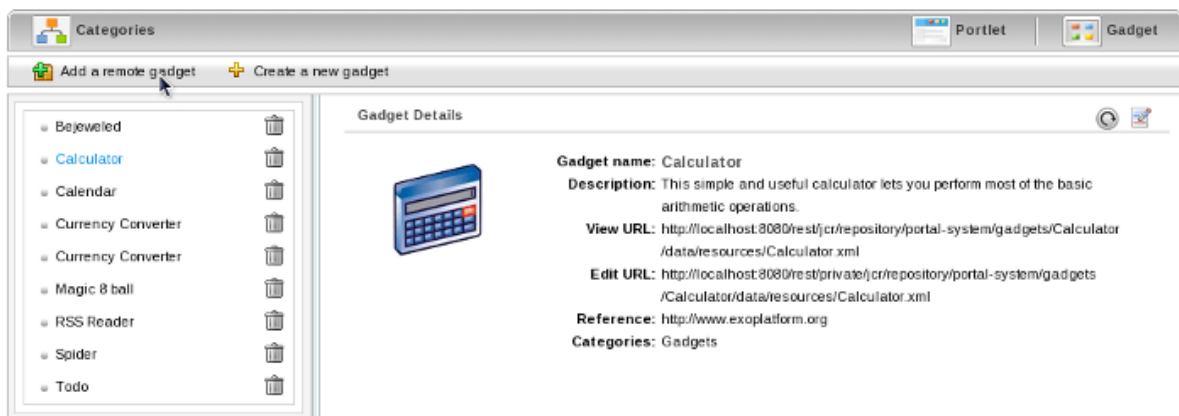 Categories
Portlet
Gadget
Add a remote gadget
Create a new gadget
Bejeweled
Calculator
Calendar
Currency Converter
Currency Converter
Magic 8 ball
RSS Reader
Spider
Todo
Gadget Details
Gadget name: Calculator
Description: This simple and useful calculator lets you perform most of the basic
arithmetic operations.
View URL: http://localhost:8080/rest/jcr/repository/portal-system/gadgets/Calculator
/data/resources/Calculator.xml
Edit URL: http://localhost:8080/rest/private/jcr/repository/portal-system/gadgets
/Calculator/data/resources/Calculator.xml
Reference: http://www.exoplatform.org
Categories: Gadgets